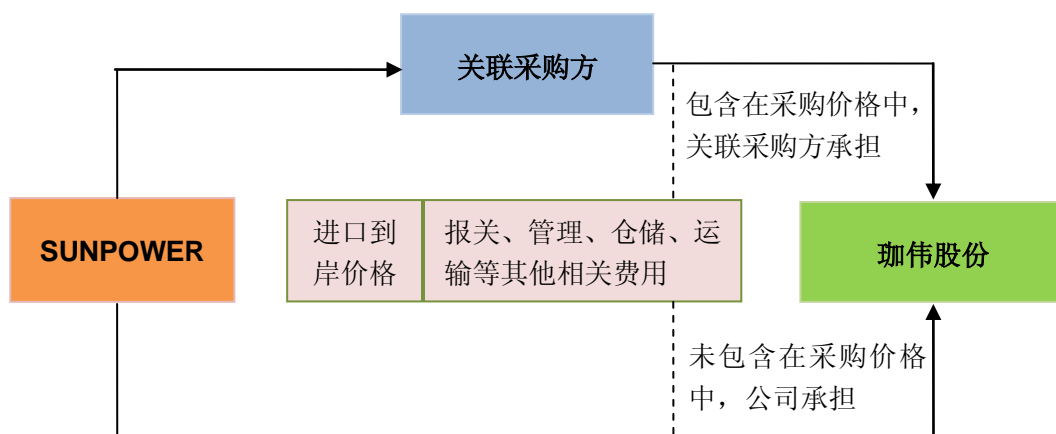 关联采购方
包含在采购价格中，
关联采购方承担
SUNPOWER
进口到
岸价格
报关、管理、仓储、运
输等其他相关费用
珈伟股份
未包含在采购价格
中，公司承担